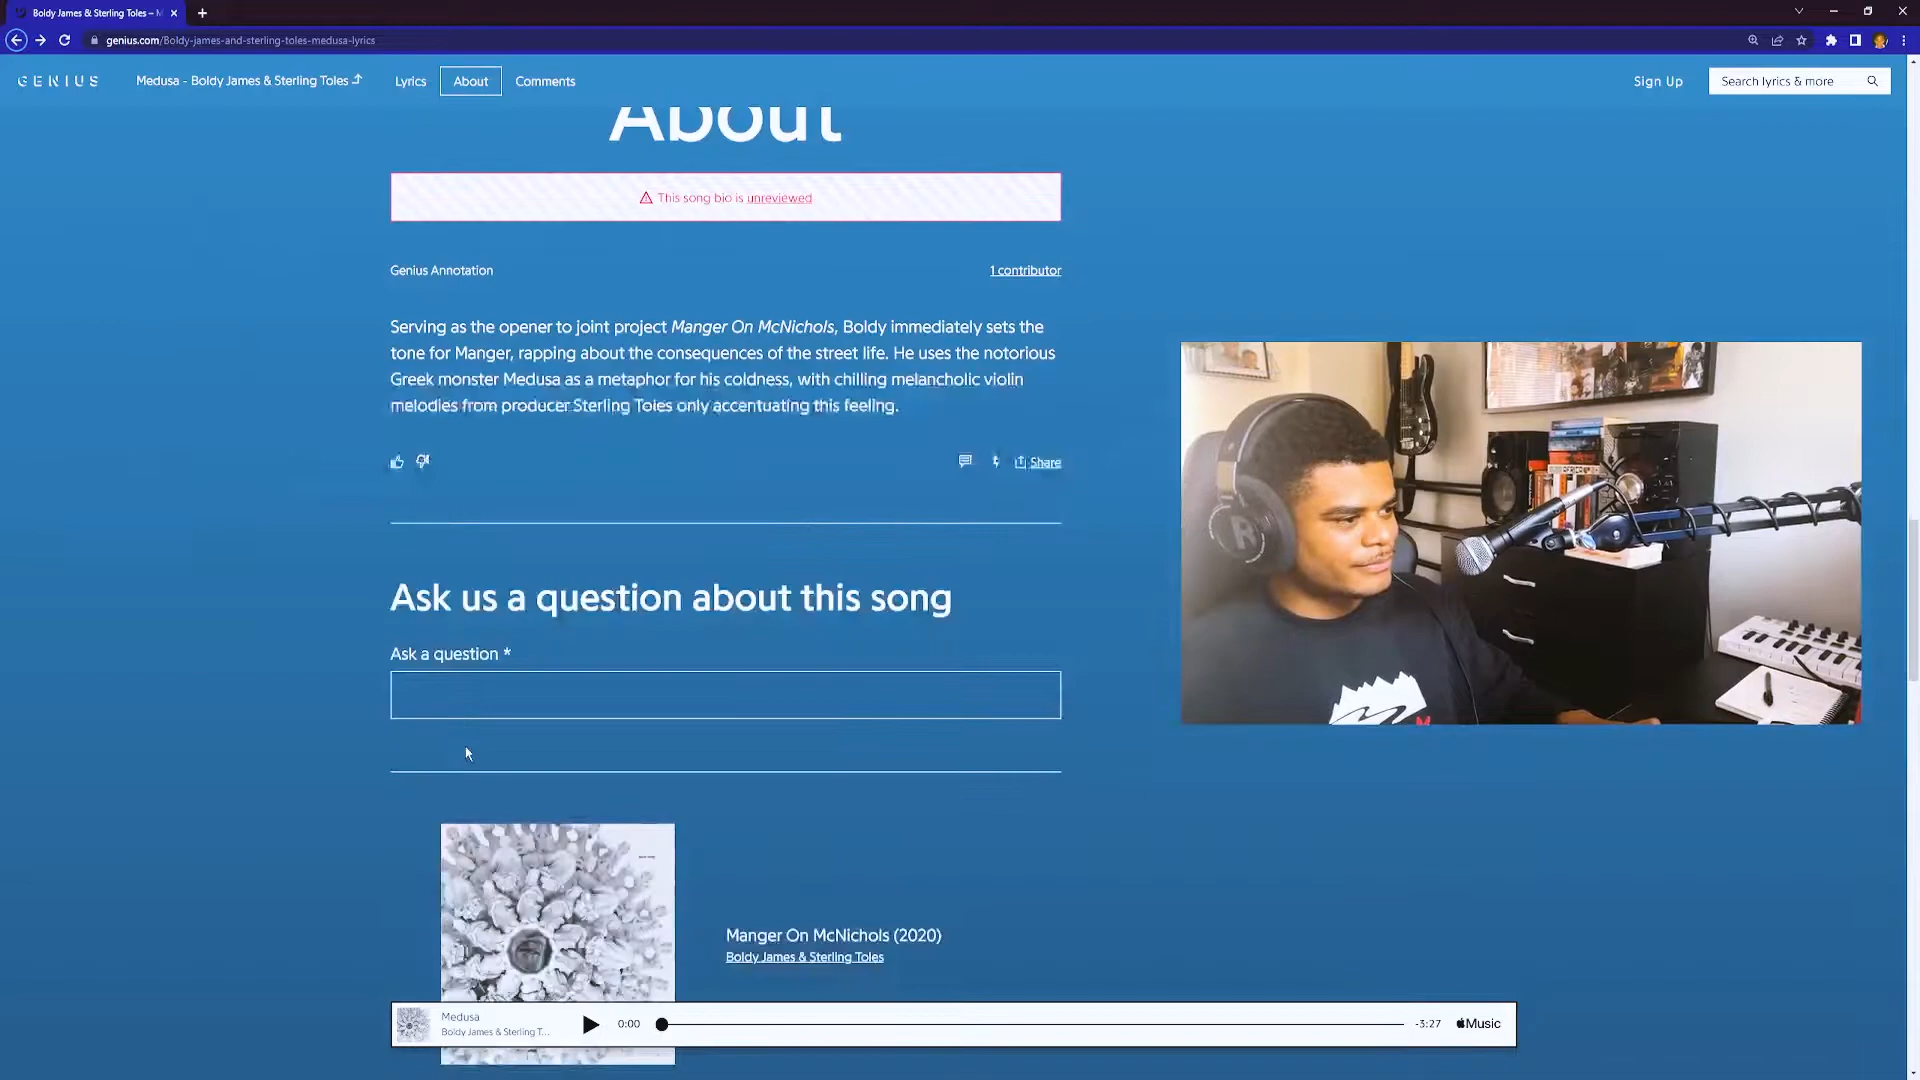 Boldy James & Sterling Toles – M
genius.com/Boldy-james-and-sterling-toles-medusa-lyrics
GENIUS
Medusa - Boldy James & Sterling Toles
Lyrics
About
Comments
Sign Up
Search lyrics & more
About
This song bio is unreviewed
Genius Annotation
1 contributor
Serving as the opener to joint project Manger On McNichols, Boldy immediately sets the
tone for Manger, rapping about the consequences of the street life. He uses the notorious
Greek monster Medusa as a metaphor for his coldness, with chilling melancholic violin
melodies from producer Sterling Toles only accentuating this feeling.
Share
Ask us a question about this song
Ask a question *
AFRICA
R
Manger On McNichols (2020)
Boldy James & Sterling Toles
Medusa
Boldy James & Sterling T...
0:00
-3:27
Music